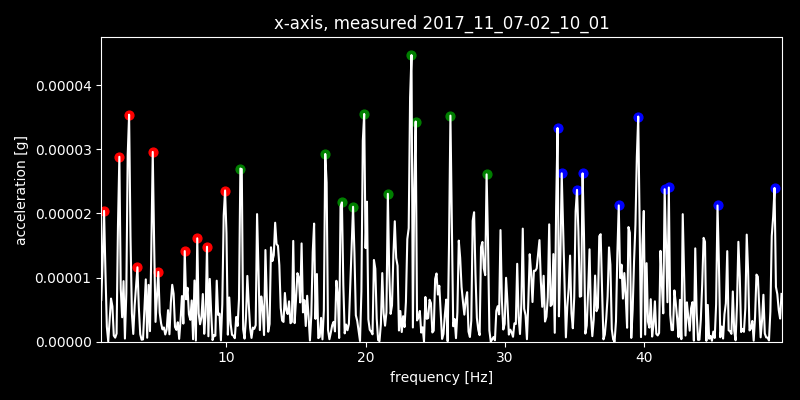 x-axis, measured 2017_11_07-02_10_01
0.00004
0.00003
0.00002
0.00001
0.00000
acceleration [g]
10 20 30 40
frequency [Hz]